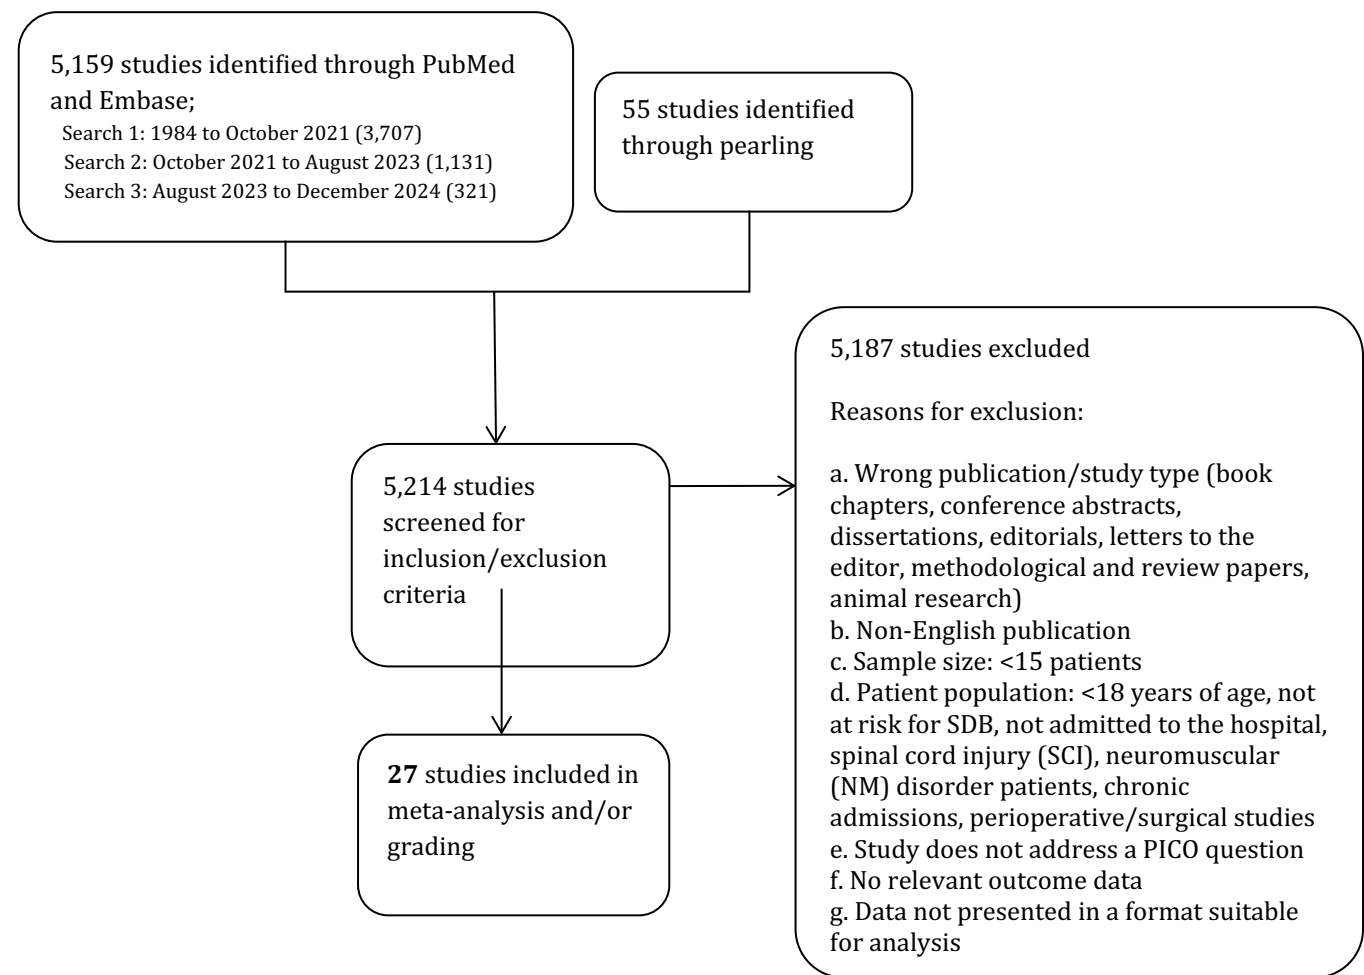 5,159 studies identified through PubMed
and Embase;
Search 1: 1984 to October 2021 (3,707)
Search 2: October 2021 to August 2023 (1,131)
Search 3: August 2023 to December 2024 (321)
55 studies identified
through pearling
5,214 studies
screened for
inclusion/exclusion
criteria
5,187 studies excluded
Reasons for exclusion:
a. Wrong publication/study type (book
chapters, conference abstracts,
dissertations, editorials, letters to the
editor, methodological and review papers,
animal research)
b. Non-English publication
c. Sample size: <15 patients
d. Patient population: <18 years of age, not
at risk for SDB, not admitted to the hospital,
spinal cord injury (SCI), neuromuscular
(NM) disorder patients, chronic
admissions, perioperative/surgical studies
e. Study does not address a PICO question
f. No relevant outcome data
g. Data not presented in a format suitable
for analysis
27 studies included in
meta-analysis and/or
grading